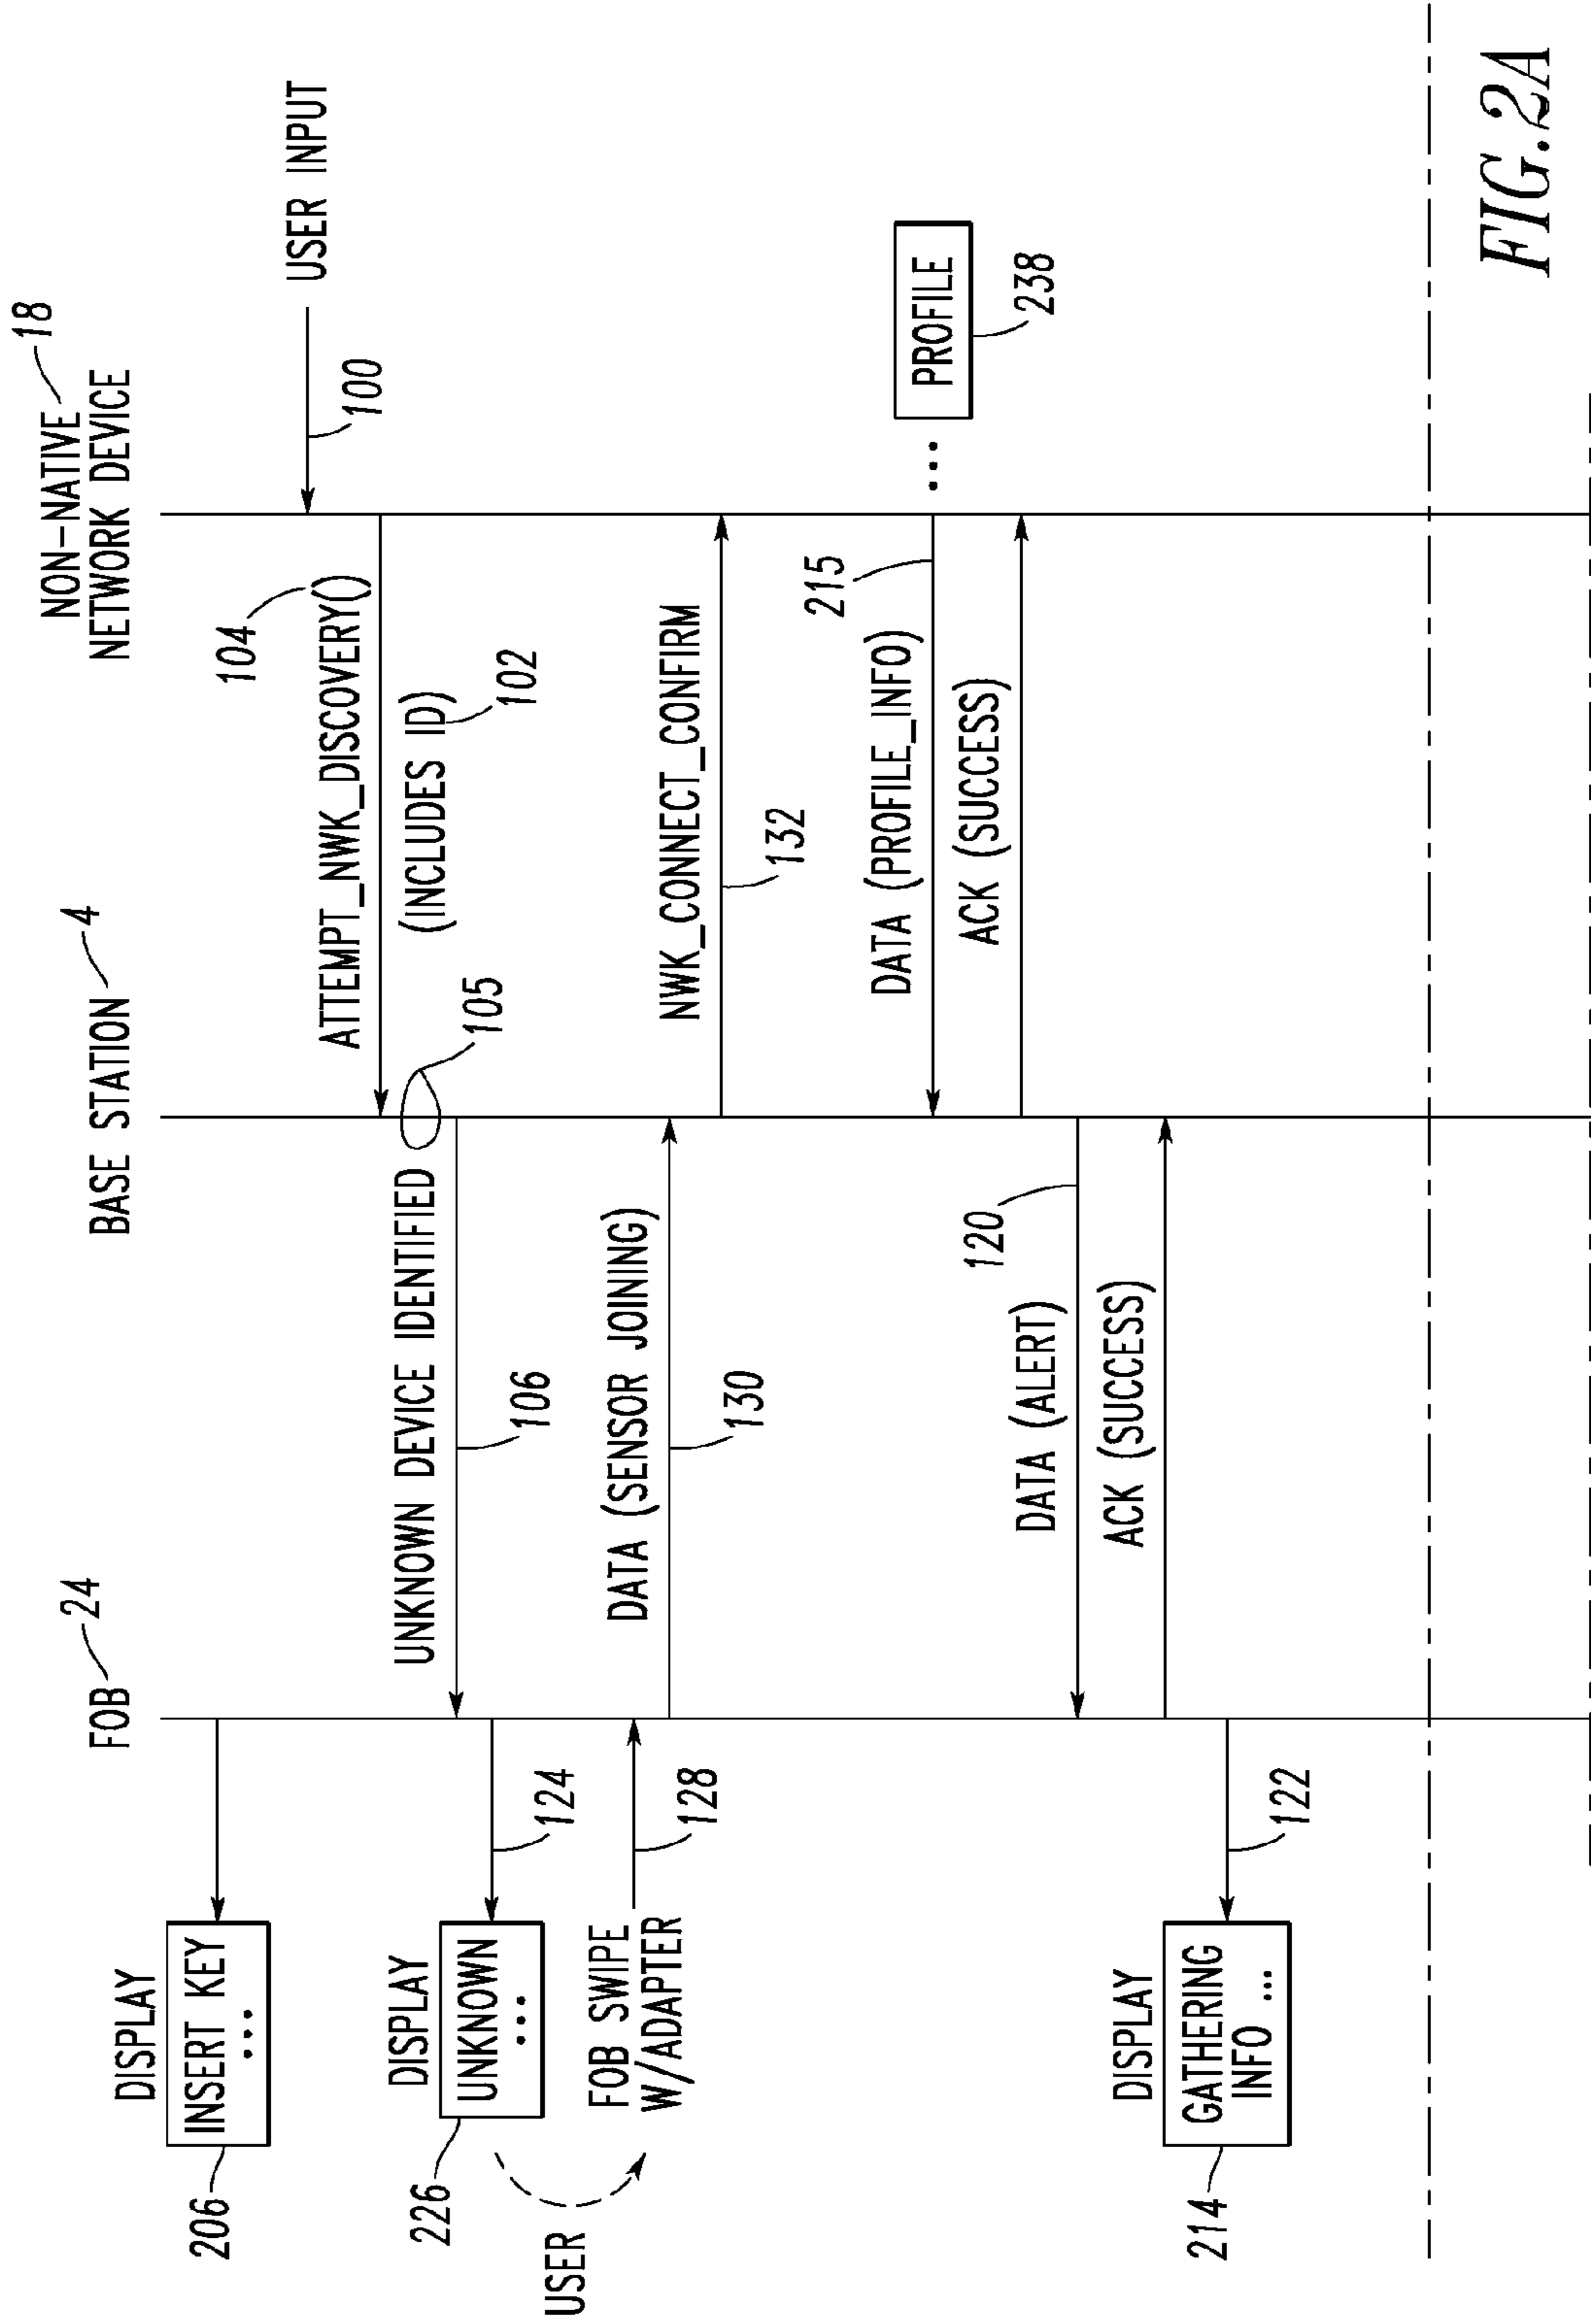 NON-NATIVE 18
NETWORK DEVICE
BASE STATION 4
FOB 24
DISPLAY
INSERT KEY
...
206
USER INPUT
100
104
ATTEMPT_NWK_DISCOVERY()
(INCLUDES ID)
102
105
UNKNOWN DEVICE IDENTIFIED
106
DISPLAY
UNKNOWN
...
226
124
USER
FOB SWIPE
W/ADAPTER
128
DATA (SENSOR JOINING)
130
NWK_CONNECT_CONFIRM
132
DATA (PROFILE_INFO)
215
...
PROFILE
238
ACK (SUCCESS)
DATA (ALERT)
120
ACK (SUCCESS)
DISPLAY
GATHERING
INFO ...
214
122
FIG.2A